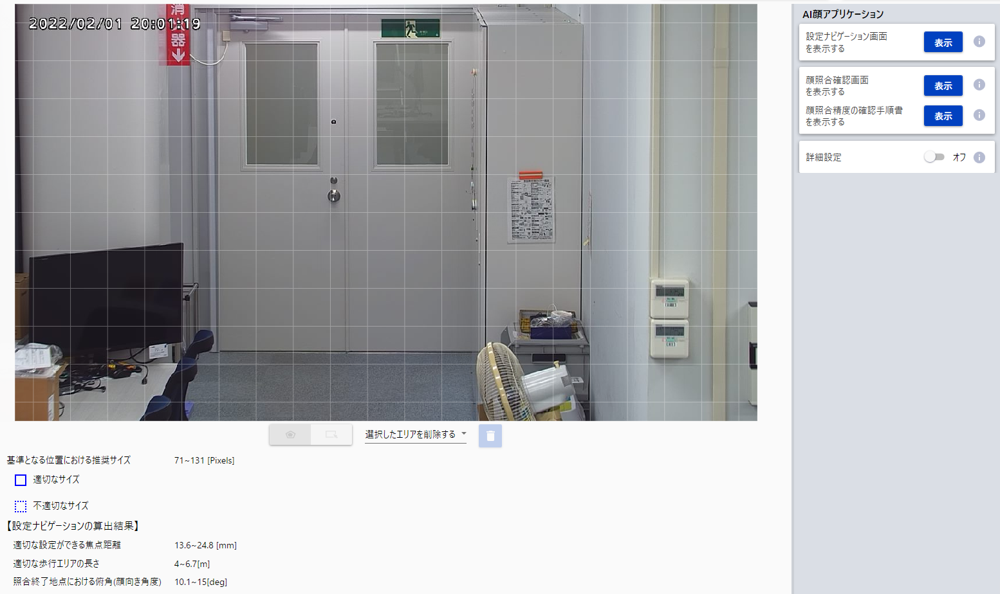 消
2022/02/01 20:01:19
器
AI顔アプリケーション
設定ナビゲーション画面
を表示する
表示
顔照合確認画面
を表示する
表示
顔照合精度の確認手順書
を表示する
表示
詳細設定
オフ
選択したエリアを削除する
基準となる位置における推奨サイズ 71~131 [Pixels]
適切なサイズ
不適切なサイズ
【設定ナビゲーションの算出結果】
適切な設定ができる焦点距離 13.6~24.8 [mm]
適切な歩行エリアの長さ 4~6.7[m]
照合終了地点における俯角(顔向き角度) 10.1~15[deg]